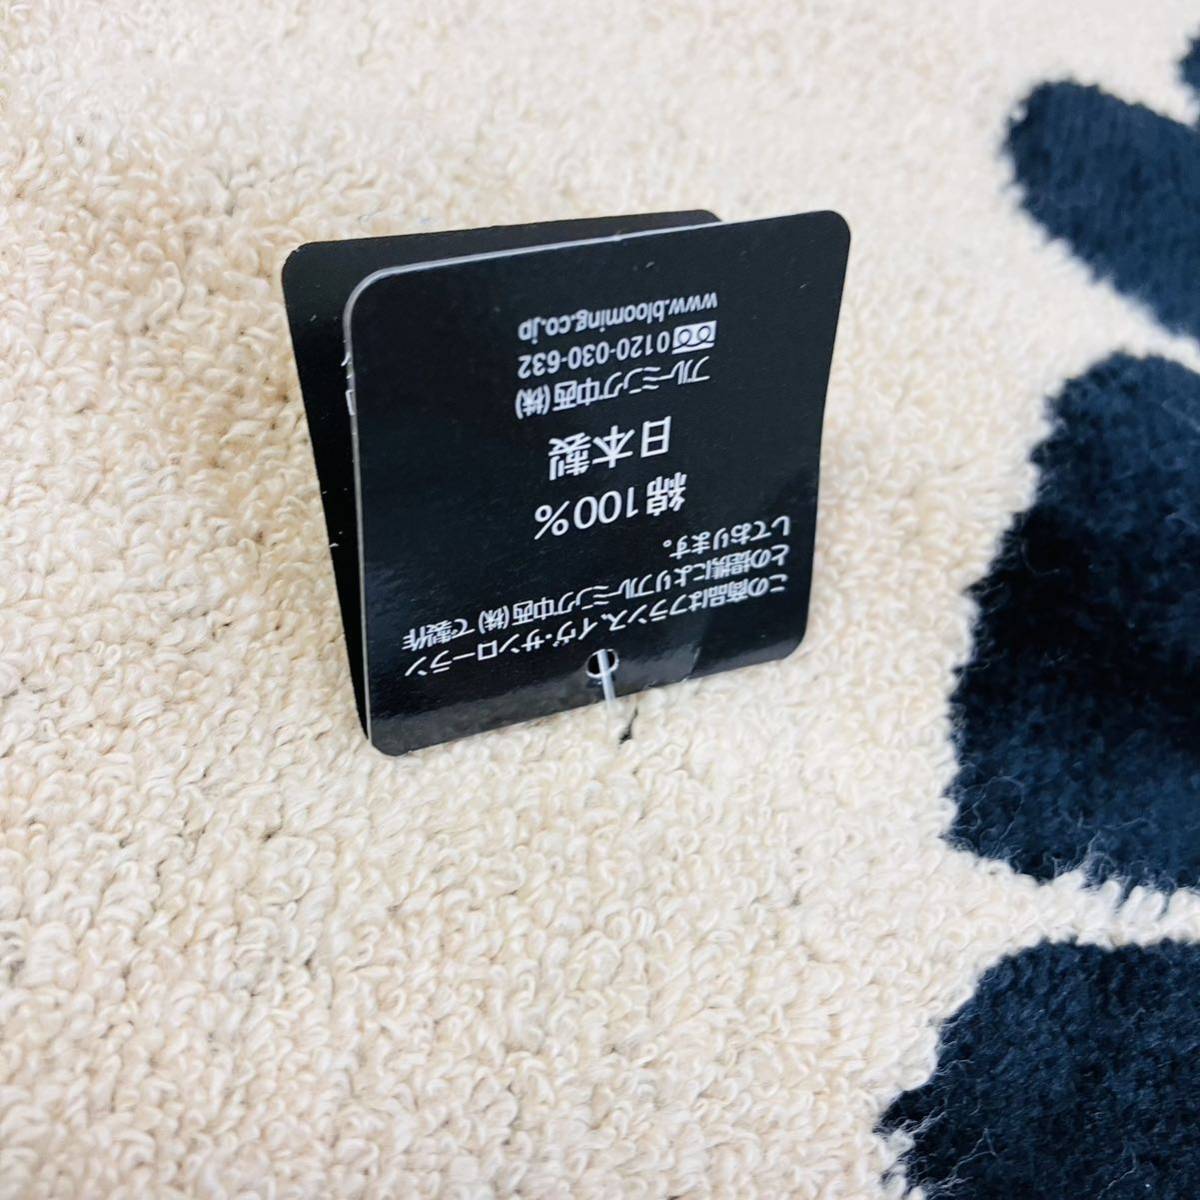 この商品はフランス、イヴ・サンローラン
との提携によりブルーミング中西(株)で製作
しております。
綿100%
日本製
ブルーミング中西(株)
0120-030-632
www.blooming.co.jp